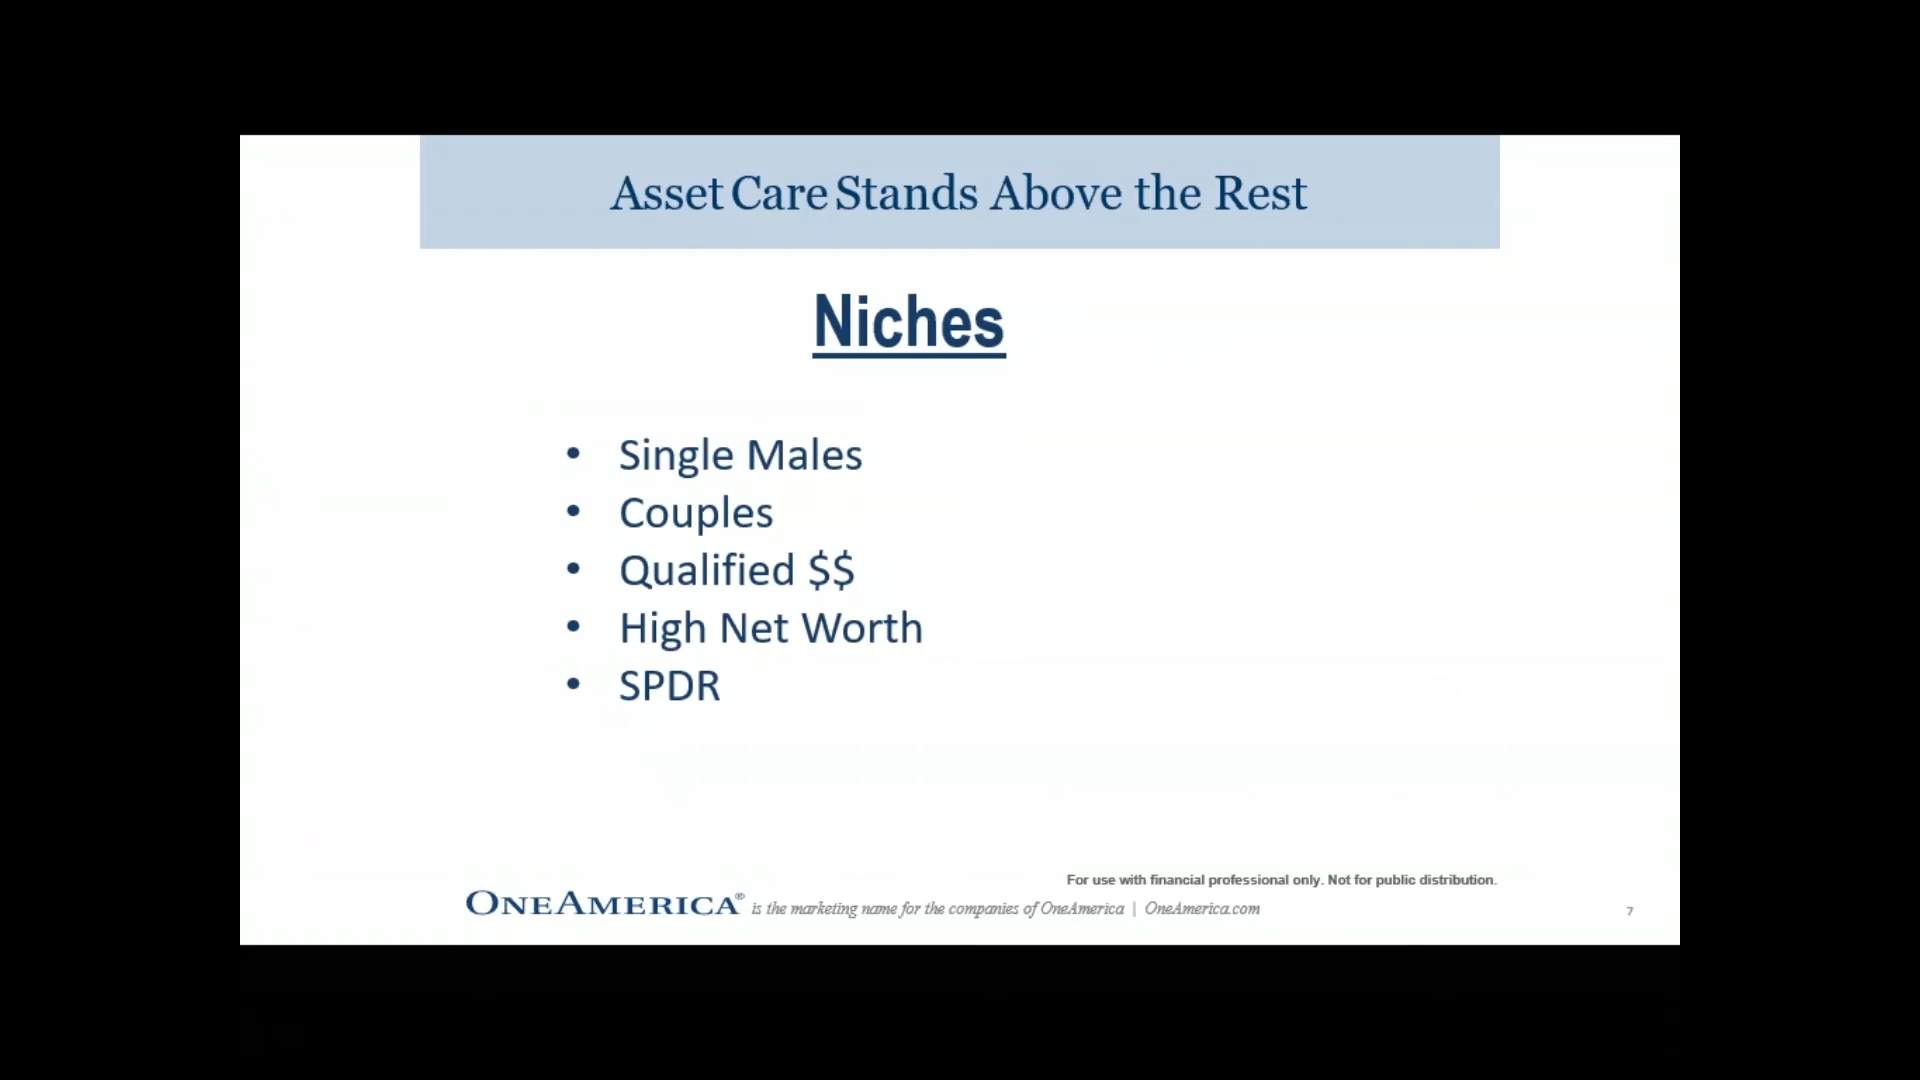 Asset Care Stands Above the Rest
Niches
• Single Males
• Couples
• Qualified $$
• High Net Worth
• SPDR
For use with financial professional only. Not for public distribution.
ONEAMERICA® is the marketing name for the companies of OneAmerica | OneAmerica.com
7